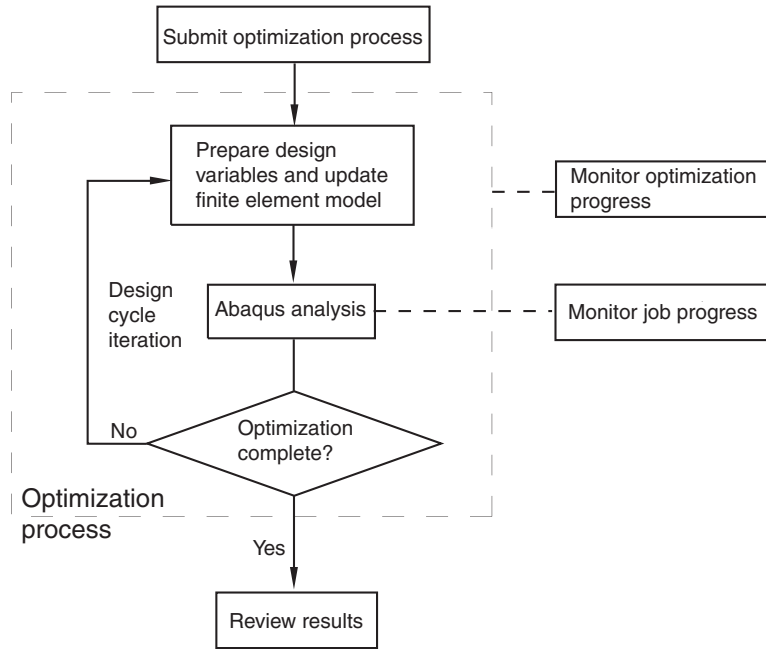 Submit optimization process
Prepare design
variables and update
finite element model
Monitor optimization
progress
Design
cycle
iteration
Abaqus analysis
Monitor job progress
No
Optimization
complete?
Optimization
process
Yes
Review results